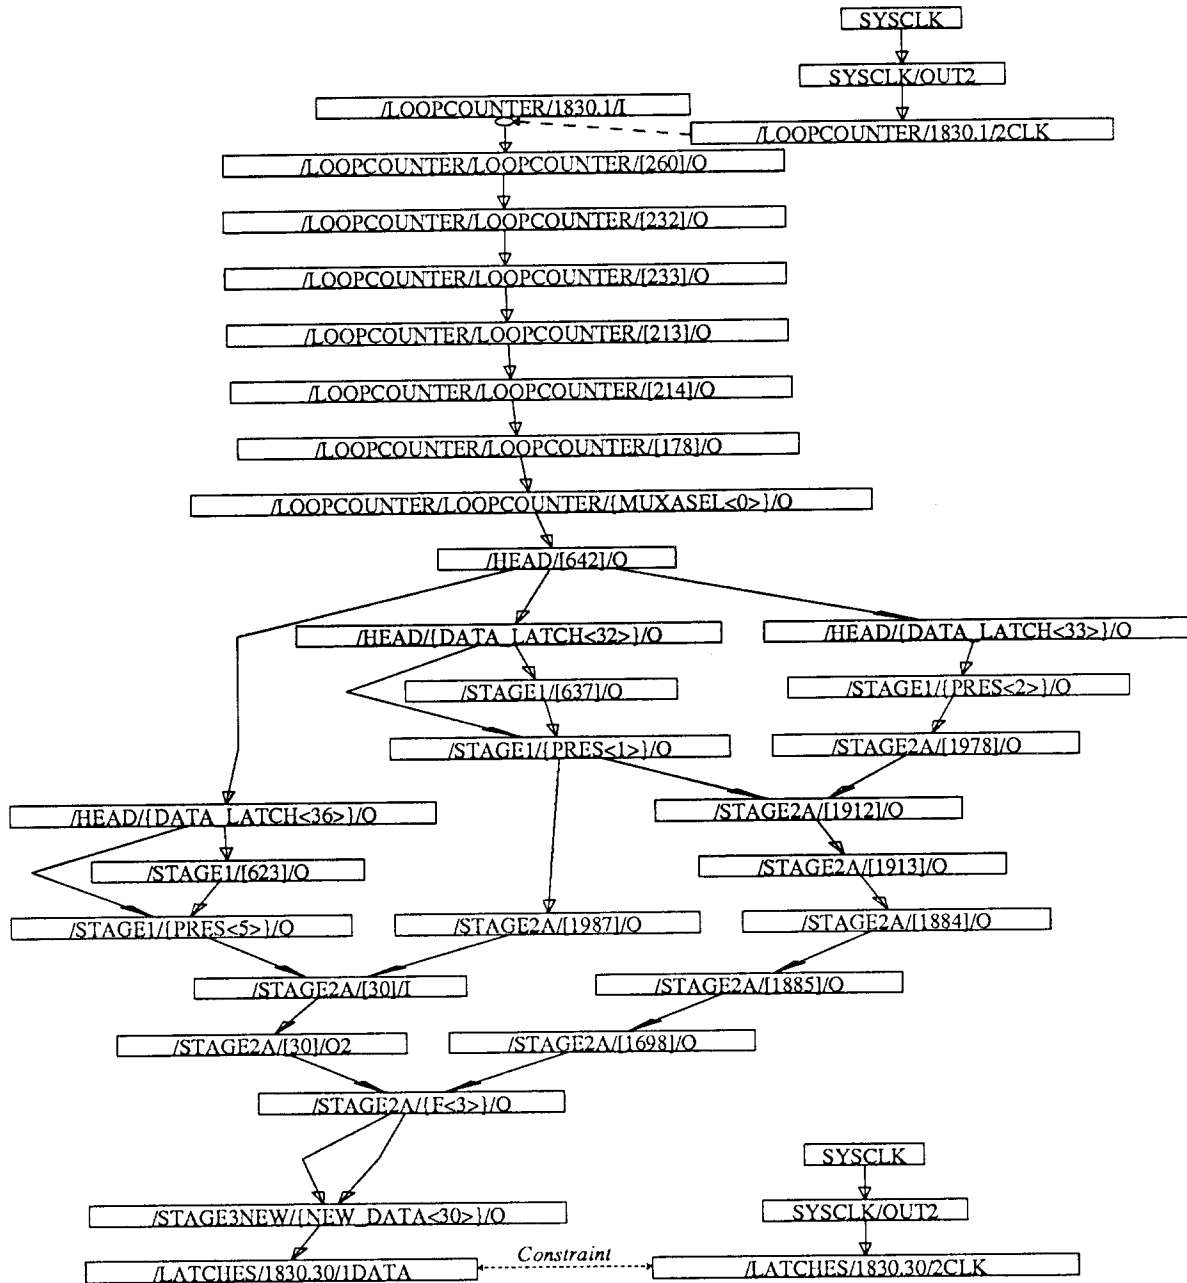 SYSCLK
SYSCLK/OUT2
/LOOPCOUNTER/1830.1/I
/LOOPCOUNTER/1830.1/2CLK
/LOOPCOUNTER/LOOPCOUNTER/[260]/O
/LOOPCOUNTER/LOOPCOUNTER/[232]/O
/LOOPCOUNTER/LOOPCOUNTER/[233]/O
/LOOPCOUNTER/LOOPCOUNTER/[213]/O
/LOOPCOUNTER/LOOPCOUNTER/[214]/O
/LOOPCOUNTER/LOOPCOUNTER/[178]/O
/LOOPCOUNTER/LOOPCOUNTER/{MUXASEL<0>}/O
/HEAD/[642]/O
/HEAD/{DATA_LATCH<32>}/O
/HEAD/{DATA_LATCH<33>}/O
/STAGE1/[637]/O
/STAGE1/{PRES<2>}/O
/STAGE1/{PRES<1>}/O
/STAGE2A/[1978]/O
/HEAD/{DATA_LATCH<36>}/O
/STAGE2A/[1912]/O
/STAGE1/[623]/O
/STAGE2A/[1913]/O
/STAGE1/{PRES<5>}/O
/STAGE2A/[1987]/O
/STAGE2A/[1884]/O
/STAGE2A/[30]/I
/STAGE2A/[1885]/O
/STAGE2A/[30]/O2
/STAGE2A/[1698]/O
/STAGE2A/{F<3>}/O
SYSCLK
/STAGE3NEW/{NEW_DATA<30>}/O
SYSCLK/OUT2
/LATCHES/1830.30/1DATA
Constraint
/LATCHES/1830.30/2CLK